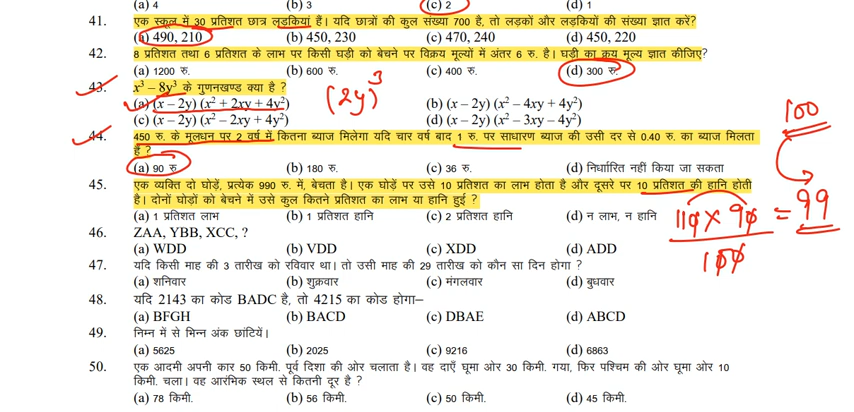 (a) 4 (b) 3 (c) 2 (d) 1
41. एक स्कूल में 30 प्रतिशत छात्र लड़कियां हैं। यदि छात्रों की कुल संख्या 700 है, तो लड़कों और लड़कियों की संख्या ज्ञात करें?
(a) 490, 210 (b) 450, 230 (c) 470, 240 (d) 450, 220
42. 8 प्रतिशत तथा 6 प्रतिशत के लाभ पर किसी घड़ी को बेचने पर विक्रय मूल्यों में अंतर 6 रु. है। घड़ी का क्रय मूल्य ज्ञात कीजिए?
(a) 1200 रु. (b) 600 रु. (c) 400 रु. (d) 300 रु.
43. x³ – 8y³ के गुणनखण्ड क्या है ?
(a) (x – 2y) (x² + 2xy + 4y²) (b) (x – 2y) (x² – 4xy + 4y²)
(c) (x – 2y) (x² – 2xy + 4y²) (d) (x – 2y) (x² – 3xy – 4y²)
(2y)³
44. 450 रु. के मूलधन पर 2 वर्ष में कितना ब्याज मिलेगा यदि चार वर्ष बाद 1 रु. पर साधारण ब्याज की उसी दर से 0.40 रु. का ब्याज मिलता
है ?
(a) 90 रु. (b) 180 रु. (c) 36 रु. (d) निर्धाारित नहीं किया जा सकता
45. एक व्यक्ति दो घोड़ें, प्रत्येक 990 रु. में, बेचता है। एक घोड़े पर उसे 10 प्रतिशत का लाभ होता है और दूसरे पर 10 प्रतिशत की हानि होती
है। दोनों घोड़ों को बेचने में उसे कुल कितने प्रतिशत का लाभ या हानि हुई ?
(a) 1 प्रतिशत लाभ (b) 1 प्रतिशत हानि (c) 2 प्रतिशत हानि (d) न लाभ, न हानि
100
110 × 90 = 99
100
46. ZAA, YBB, XCC, ?
(a) WDD (b) VDD (c) XDD (d) ADD
47. यदि किसी माह की 3 तारीख को रविवार था। तो उसी माह की 29 तारीख को कौन सा दिन होगा ?
(a) शनिवार (b) शुक्रवार (c) मंगलवार (d) बुधवार
48. यदि 2143 का कोड BADC है, तो 4215 का कोड होगा–
(a) BFGH (b) BACD (c) DBAE (d) ABCD
49. निम्न में से भिन्न अंक छांटियें।
(a) 5625 (b) 2025 (c) 9216 (d) 6863
50. एक आदमी अपनी कार 50 किमी. पूर्व दिशा की ओर चलाता है। वह दाएँ घूमा ओर 30 किमी. गया, फिर पश्चिम की ओर घूमा ओर 10
किमी. चला। वह आरंभिक स्थल से कितनी दूर है ?
(a) 78 किमी. (b) 56 किमी. (c) 50 किमी. (d) 45 किमी.